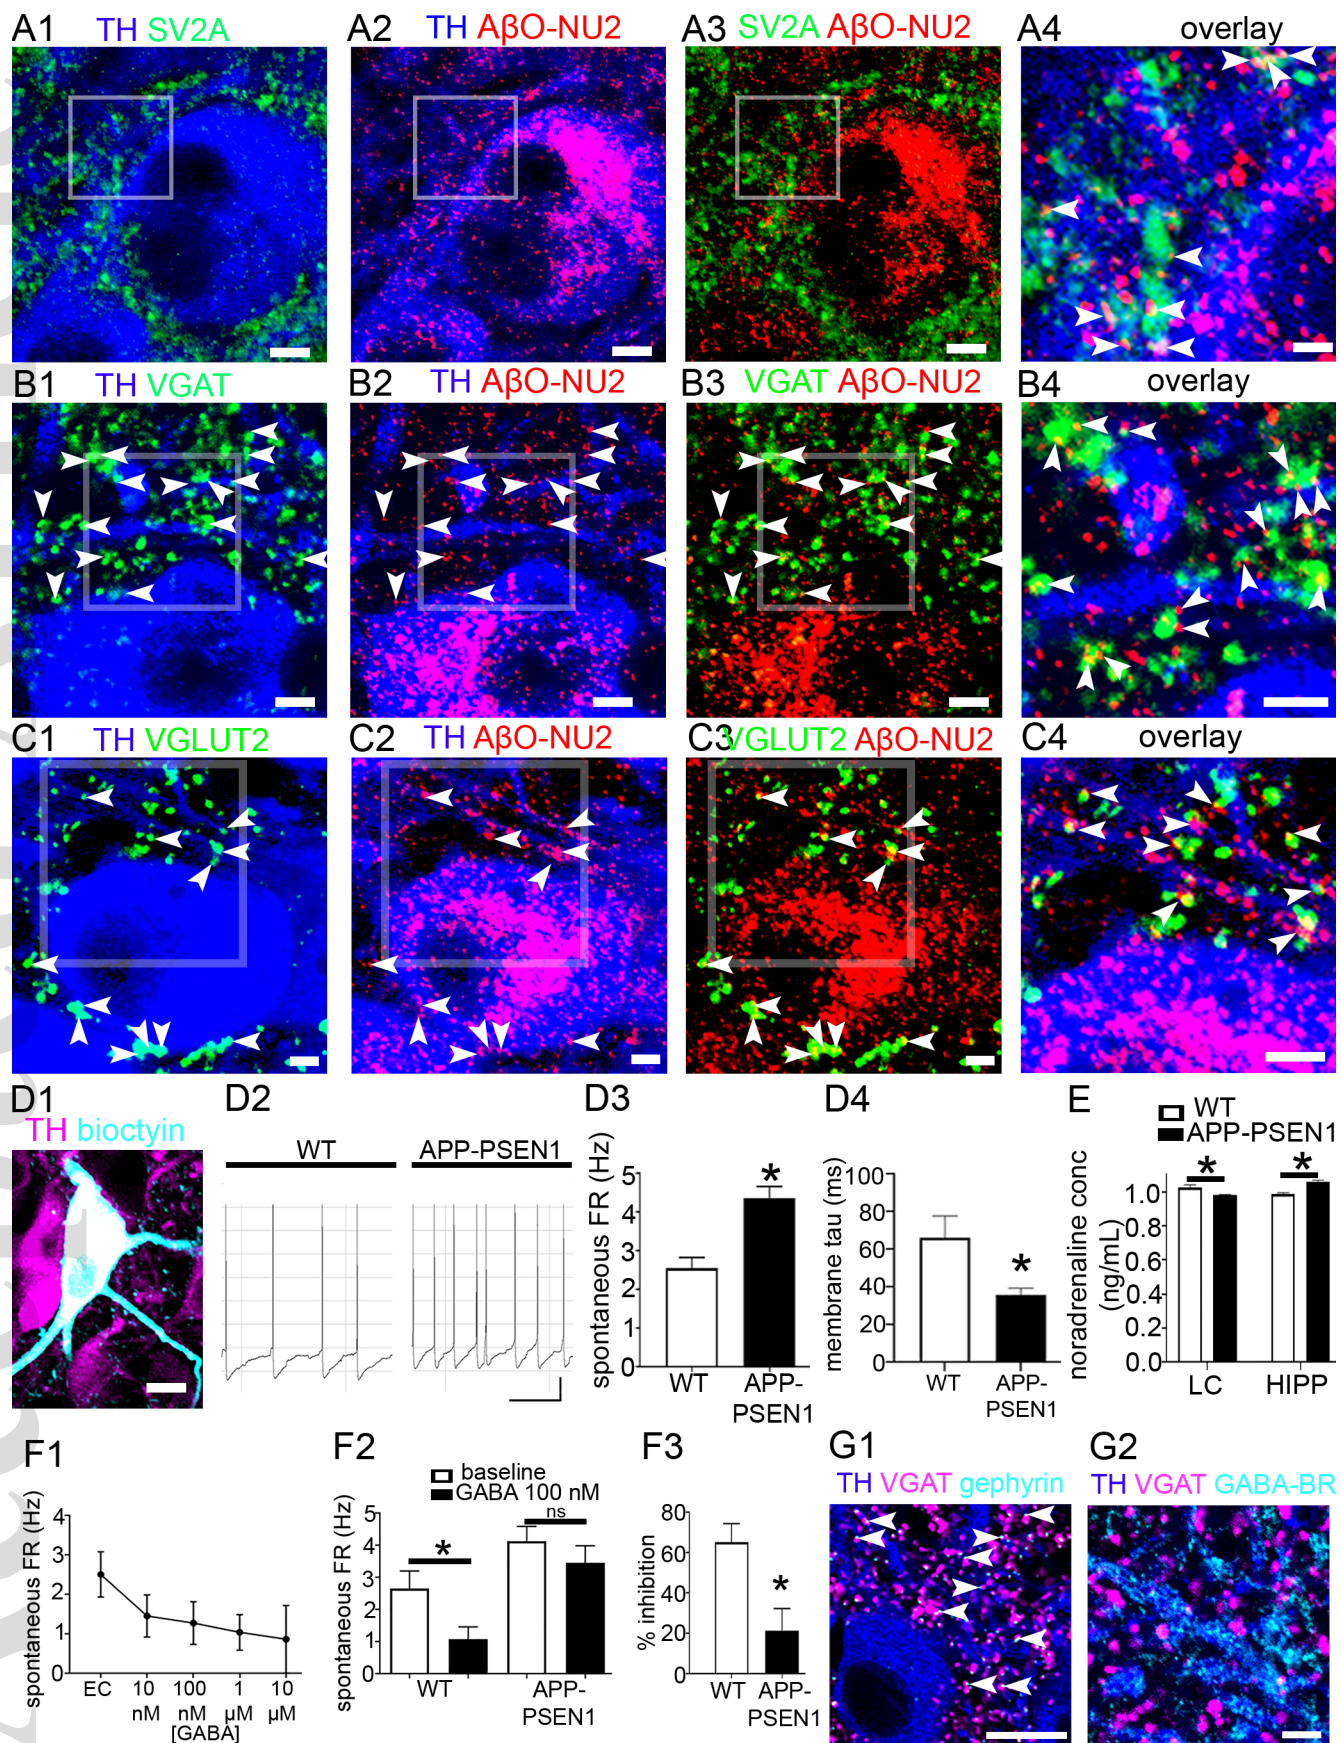 A1 TH SV2A
A2 TH AβO-NU2
A3 SV2A AβO-NU2
A4 overlay
B1 TH VGAT
B2 TH AβO-NU2
B3 VGAT AβO-NU2
B4 overlay
C1 TH VGLUT2
C2 TH AβO-NU2
C3 VGLUT2 AβO-NU2
C4 overlay
D1
TH bioctyin
D2
WT APP-PSEN1
D3
spontaneous FR (Hz)
5
4
3
2
1
0
*
WT APP-
PSEN1
D4
membrane tau (ms)
100
80
60
40
20
0
*
WT APP-
PSEN1
E
WT
APP-PSEN1
noradrenaline conc
(ng/mL)
1.0
0.8
0.6
0.4
0.2
0.0
* *
LC HIPP
F1
spontaneous FR (Hz)
4
3
2
1
0
EC 10 100 1 10
nM nM µM µM
[GABA]
F2
baseline
GABA 100 nM
spontaneous FR (Hz)
5
4
3
2
1
0
* ns
WT APP-
PSEN1
F3
% inhibition
80
60
40
20
0
*
WT APP-
PSEN1
G1
TH VGAT gephyrin
G2
TH VGAT GABA-BR